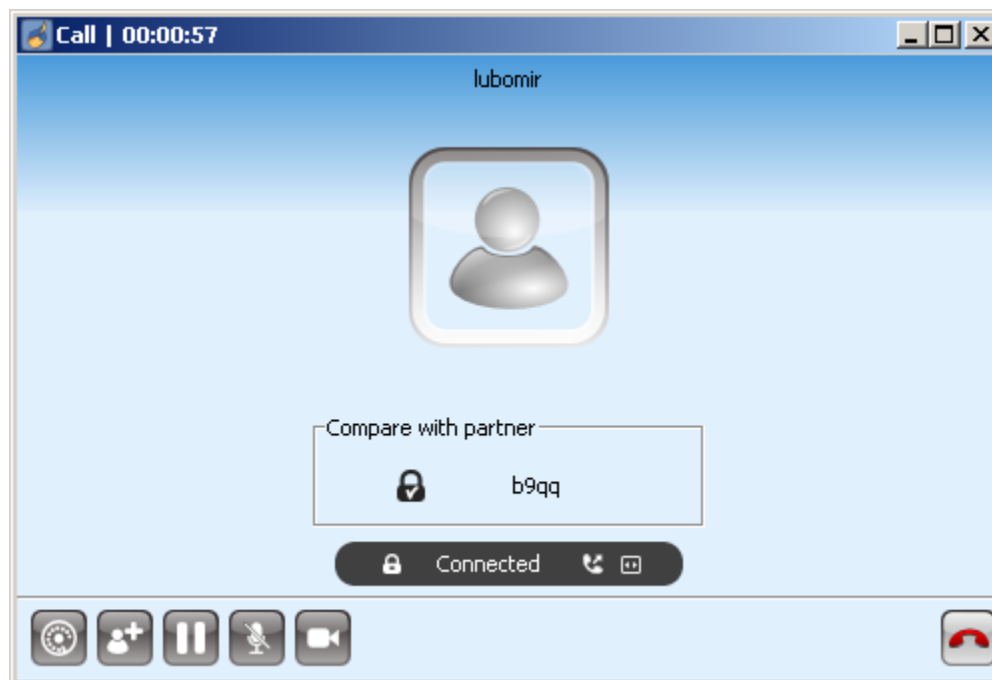 Call | 00:00:57
lubomir
Compare with partner
b9qq
Connected